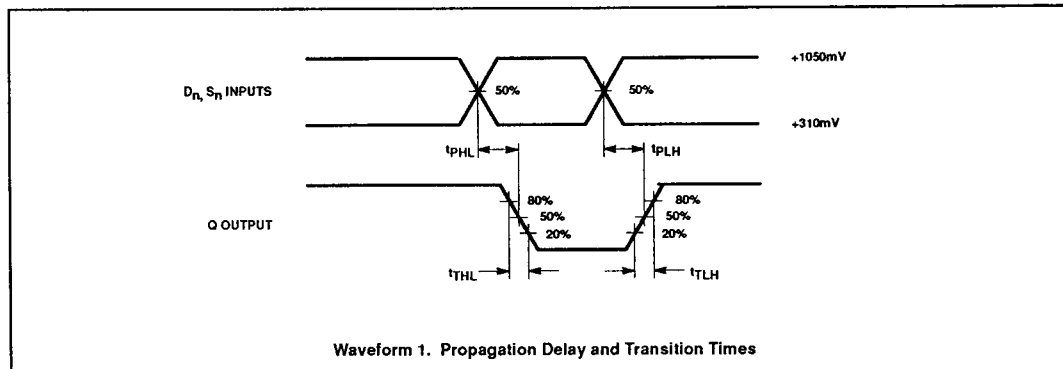 +1050mV
Dn, Sn INPUTS
50%
50%
+310mV
tPHL
tPLH
80%
80%
Q OUTPUT
50%
50%
20%
20%
tTHL
tTLH
Waveform 1. Propagation Delay and Transition Times